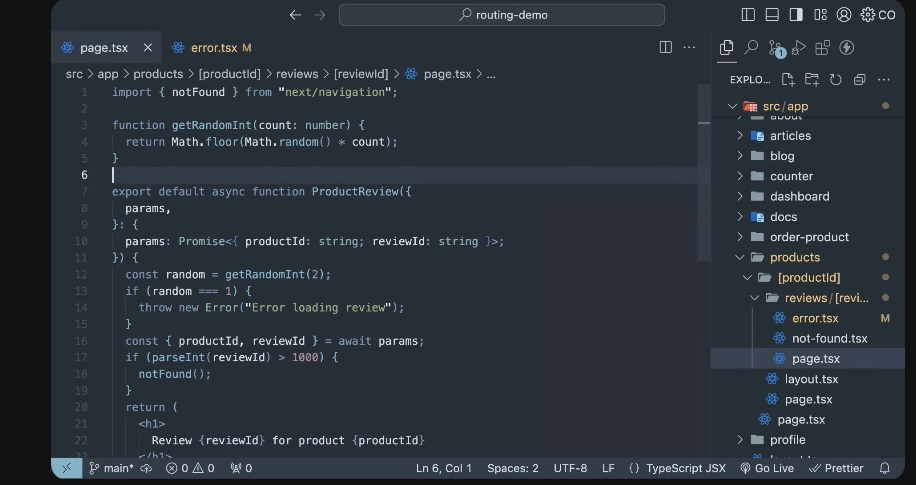 routing-demo
CO
page.tsx
error.tsx M
src > app > products > [productId] > reviews > [reviewId] > page.tsx > ...
1 import { notFound } from "next/navigation";
2
3 function getRandomInt(count: number) {
4 return Math.floor(Math.random() * count);
5 }
6
7 export default async function ProductReview({
8 params,
9 }: {
10 params: Promise<{ productId: string; reviewId: string }>;
11 }) {
12 const random = getRandomInt(2);
13 if (random === 1) {
14 throw new Error("Error loading review");
15 }
16 const { productId, reviewId } = await params;
17 if (parseInt(reviewId) > 1000) {
18 notFound();
19 }
20 return (
21 <h1>
22 Review {reviewId} for product {productId}
23 </h1>
1
EXPLO...
src/app
about
articles
blog
counter
dashboard
docs
order-product
products
[productId]
reviews/[revi...
error.tsx M
not-found.tsx
page.tsx
layout.tsx
page.tsx
page.tsx
profile
main* 0 0 0 Ln 6, Col 1 Spaces: 2 UTF-8 LF {} TypeScript JSX Go Live Prettier